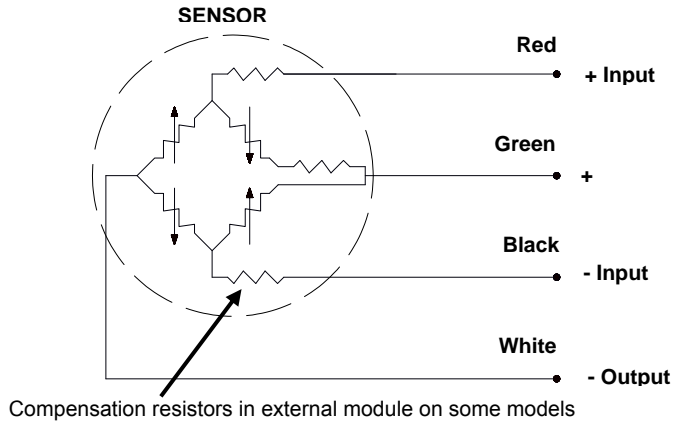 SENSOR
Red
+ Input
Green
+
Black
- Input
White
- Output
Compensation resistors in external module on some models